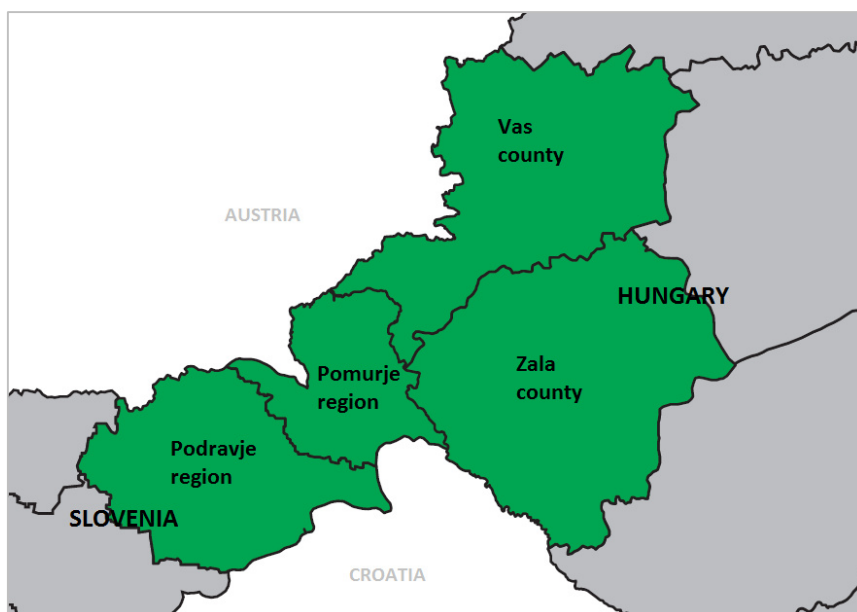 Vas
county
AUSTRIA
HUNGARY
Zala
county
Pomurje
region
Podravje
region
SLOVENIA
CROATIA